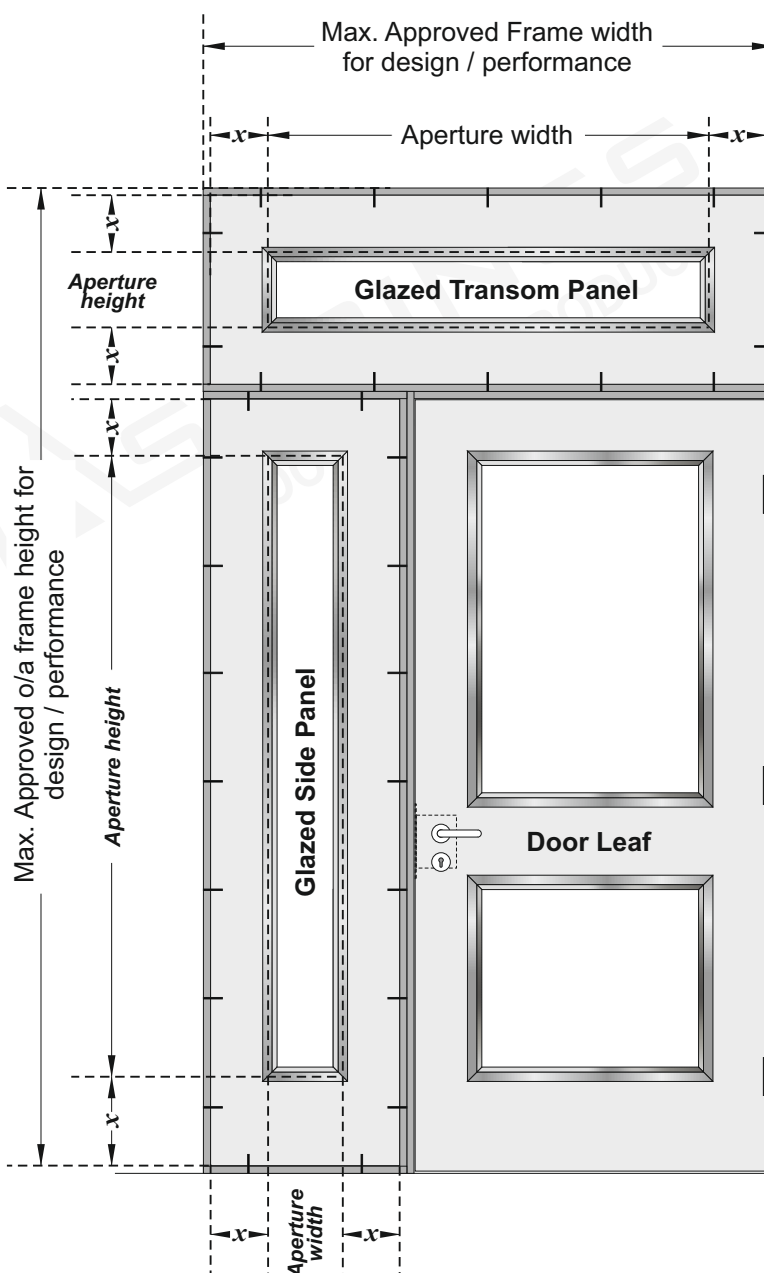 Max. Approved Frame width
for design / performance
x
Aperture width
x
x
Aperture
height
Glazed Transom Panel
x
x
Max. Approved o/a frame height for
design / performance
Aperture height
Glazed Side Panel
Door Leaf
x
x
Aperture
width
x